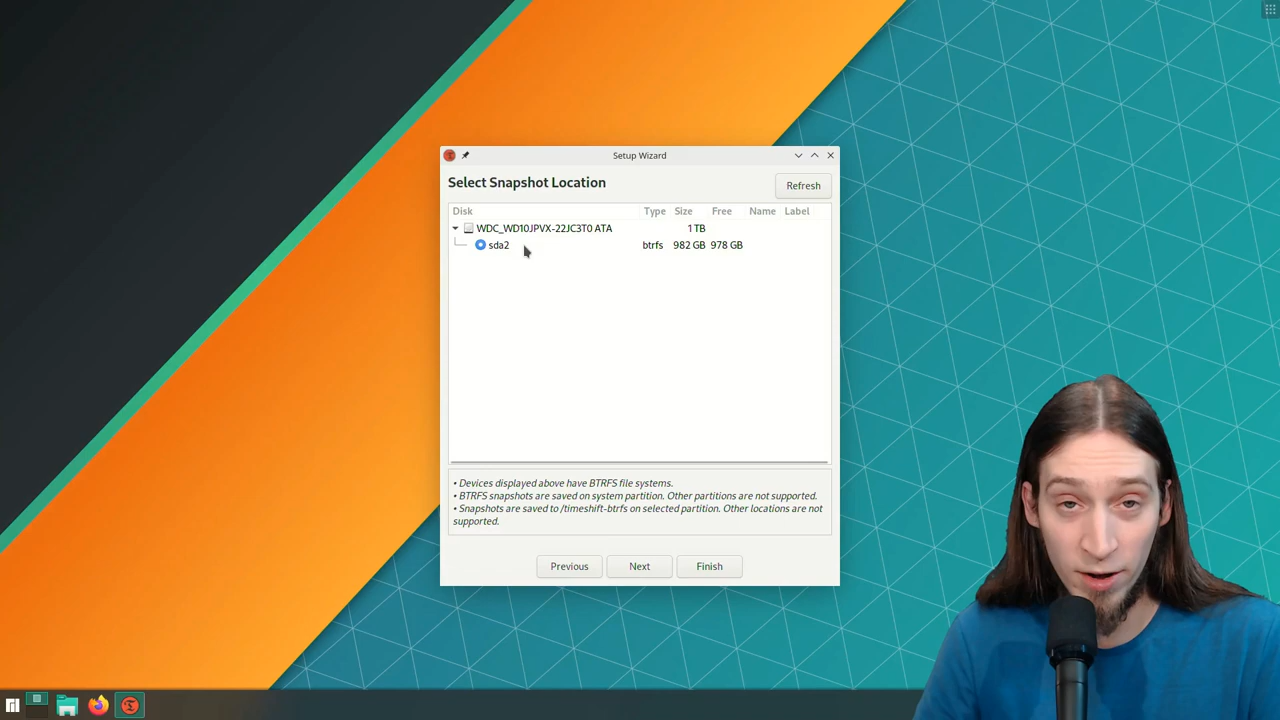 Setup Wizard
Select Snapshot Location
Refresh
Disk Type Size Free Name Label
WDC_WD10JPVX-22JC3T0 ATA 1 TB
sda2 btrfs 982 GB 978 GB
• Devices displayed above have BTRFS file systems.
• BTRFS snapshots are saved on system partition. Other partitions are not supported.
• Snapshots are saved to /timeshift-btrfs on selected partition. Other locations are not
supported.
Previous Next Finish